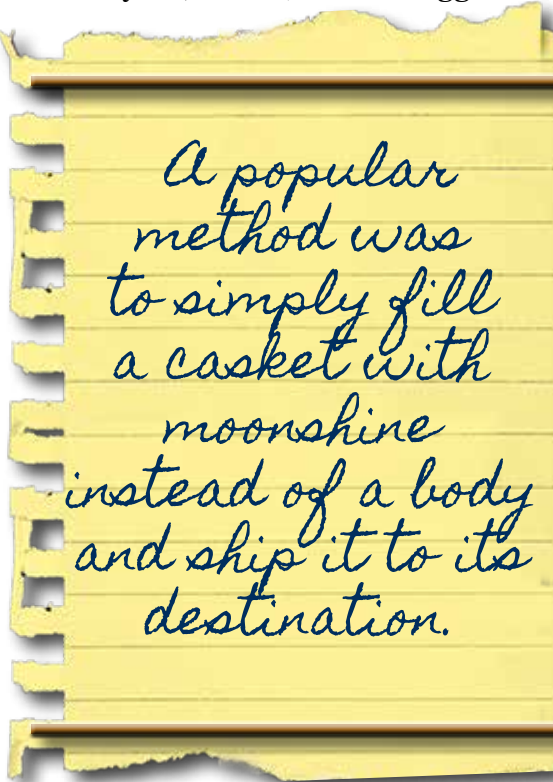 A popular
method was
to simply fill
a casket with
moonshine
instead of a body
and ship it to its
destination.